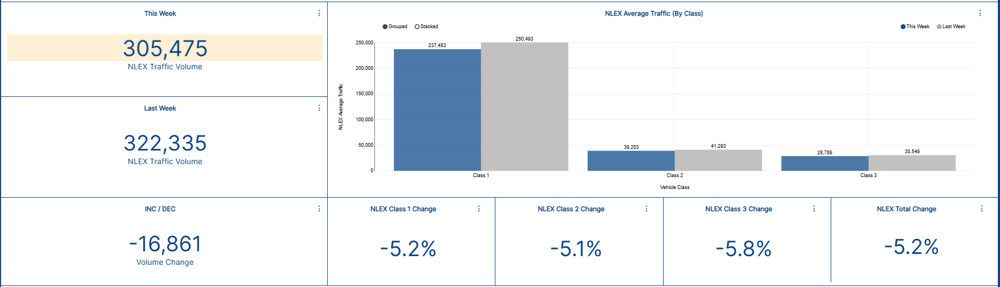 This Week
305,475
NLEX Traffic Volume
Last Week
322,335
NLEX Traffic Volume
INC / DEC
-16,861
Volume Change
NLEX Average Traffic (By Class)
Grouped Stacked
This Week Last Week
NLEX Average Traffic
250,000
200,000
150,000
100,000
50,000
0
237,483
250,493
39,203
41,293
28,789
30,549
Class 1
Class 2
Class 3
Vehicle Class
NLEX Class 1 Change
-5.2%
NLEX Class 2 Change
-5.1%
NLEX Class 3 Change
-5.8%
NLEX Total Change
-5.2%